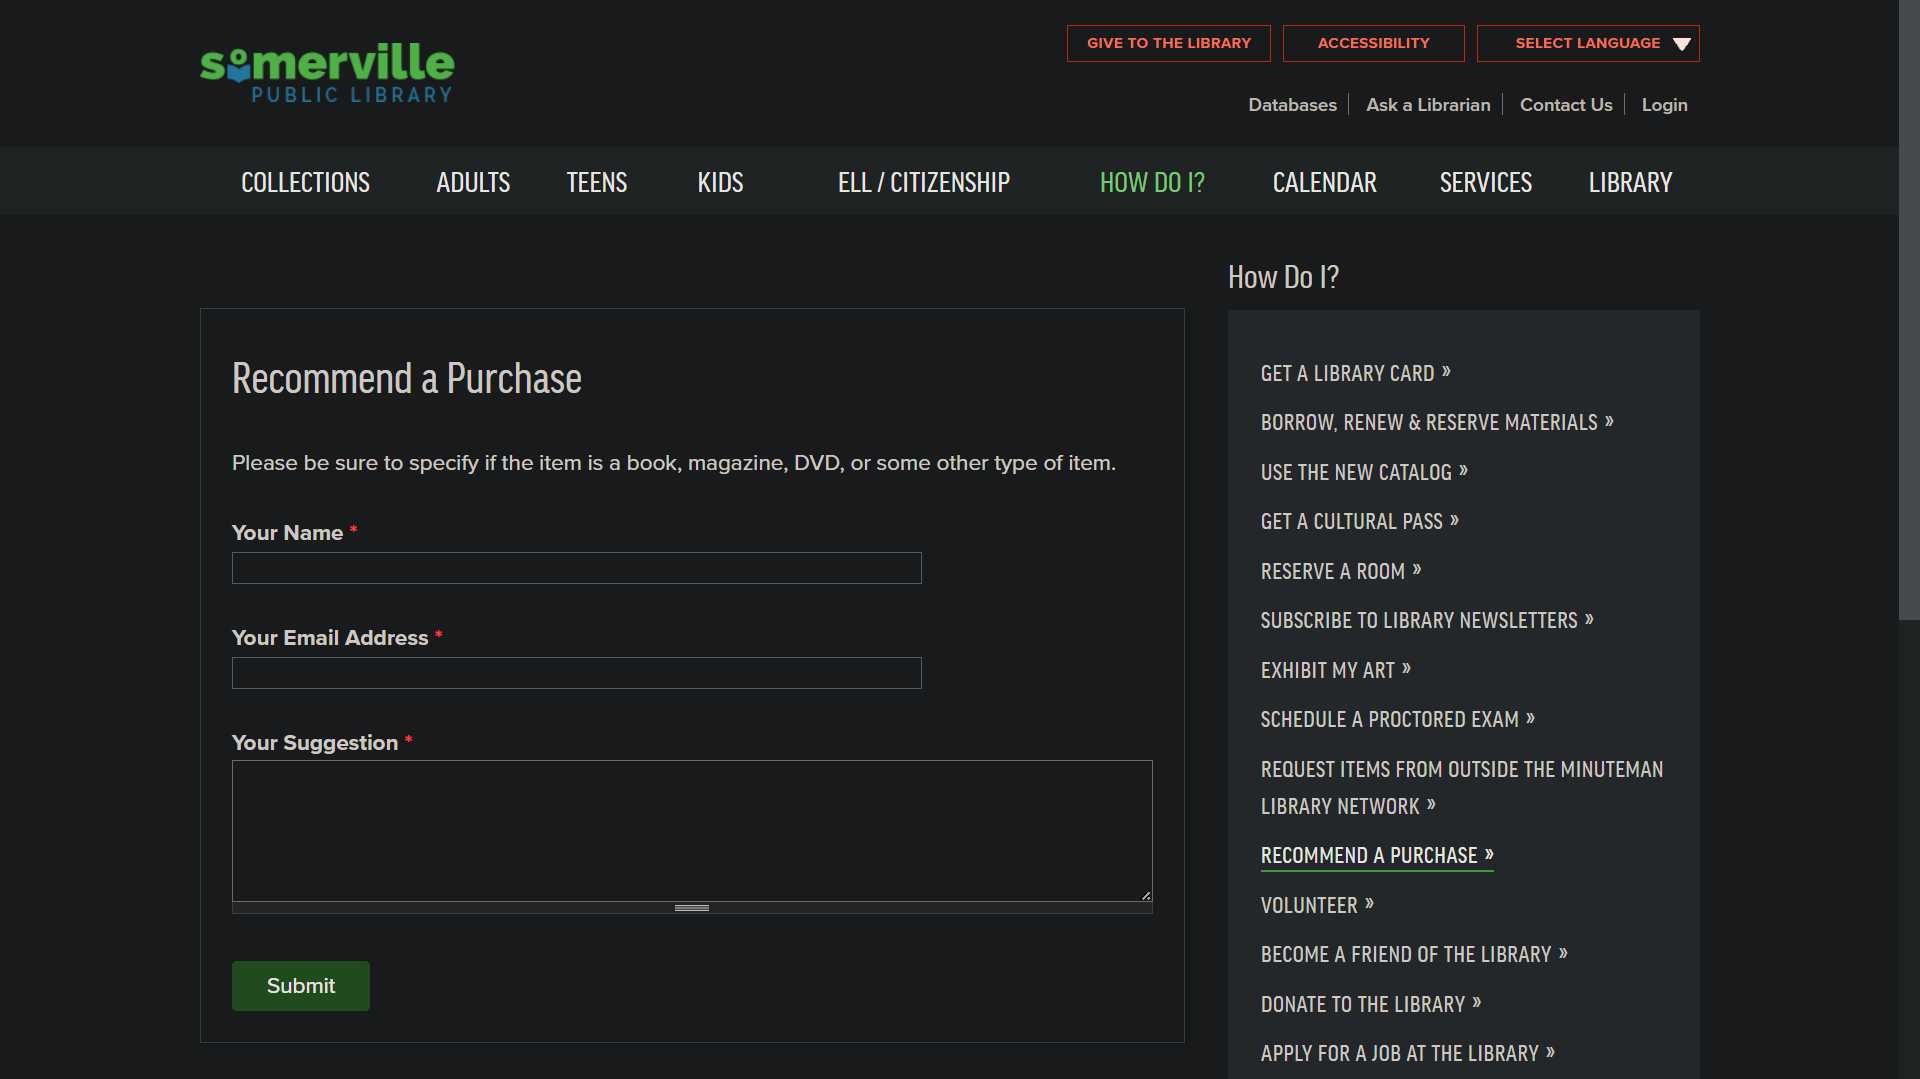 somerville
PUBLIC LIBRARY
GIVE TO THE LIBRARY
ACCESSIBILITY
SELECT LANGUAGE
Databases
Ask a Librarian
Contact Us
Login
COLLECTIONS
ADULTS
TEENS
KIDS
ELL / CITIZENSHIP
HOW DO I?
CALENDAR
SERVICES
LIBRARY
Recommend a Purchase
Please be sure to specify if the item is a book, magazine, DVD, or some other type of item.
Your Name *
Your Email Address *
Your Suggestion *
Submit
How Do I?
GET A LIBRARY CARD »
BORROW, RENEW & RESERVE MATERIALS »
USE THE NEW CATALOG »
GET A CULTURAL PASS »
RESERVE A ROOM »
SUBSCRIBE TO LIBRARY NEWSLETTERS »
EXHIBIT MY ART »
SCHEDULE A PROCTORED EXAM »
REQUEST ITEMS FROM OUTSIDE THE MINUTEMAN
LIBRARY NETWORK »
RECOMMEND A PURCHASE »
VOLUNTEER »
BECOME A FRIEND OF THE LIBRARY »
DONATE TO THE LIBRARY »
APPLY FOR A JOB AT THE LIBRARY »